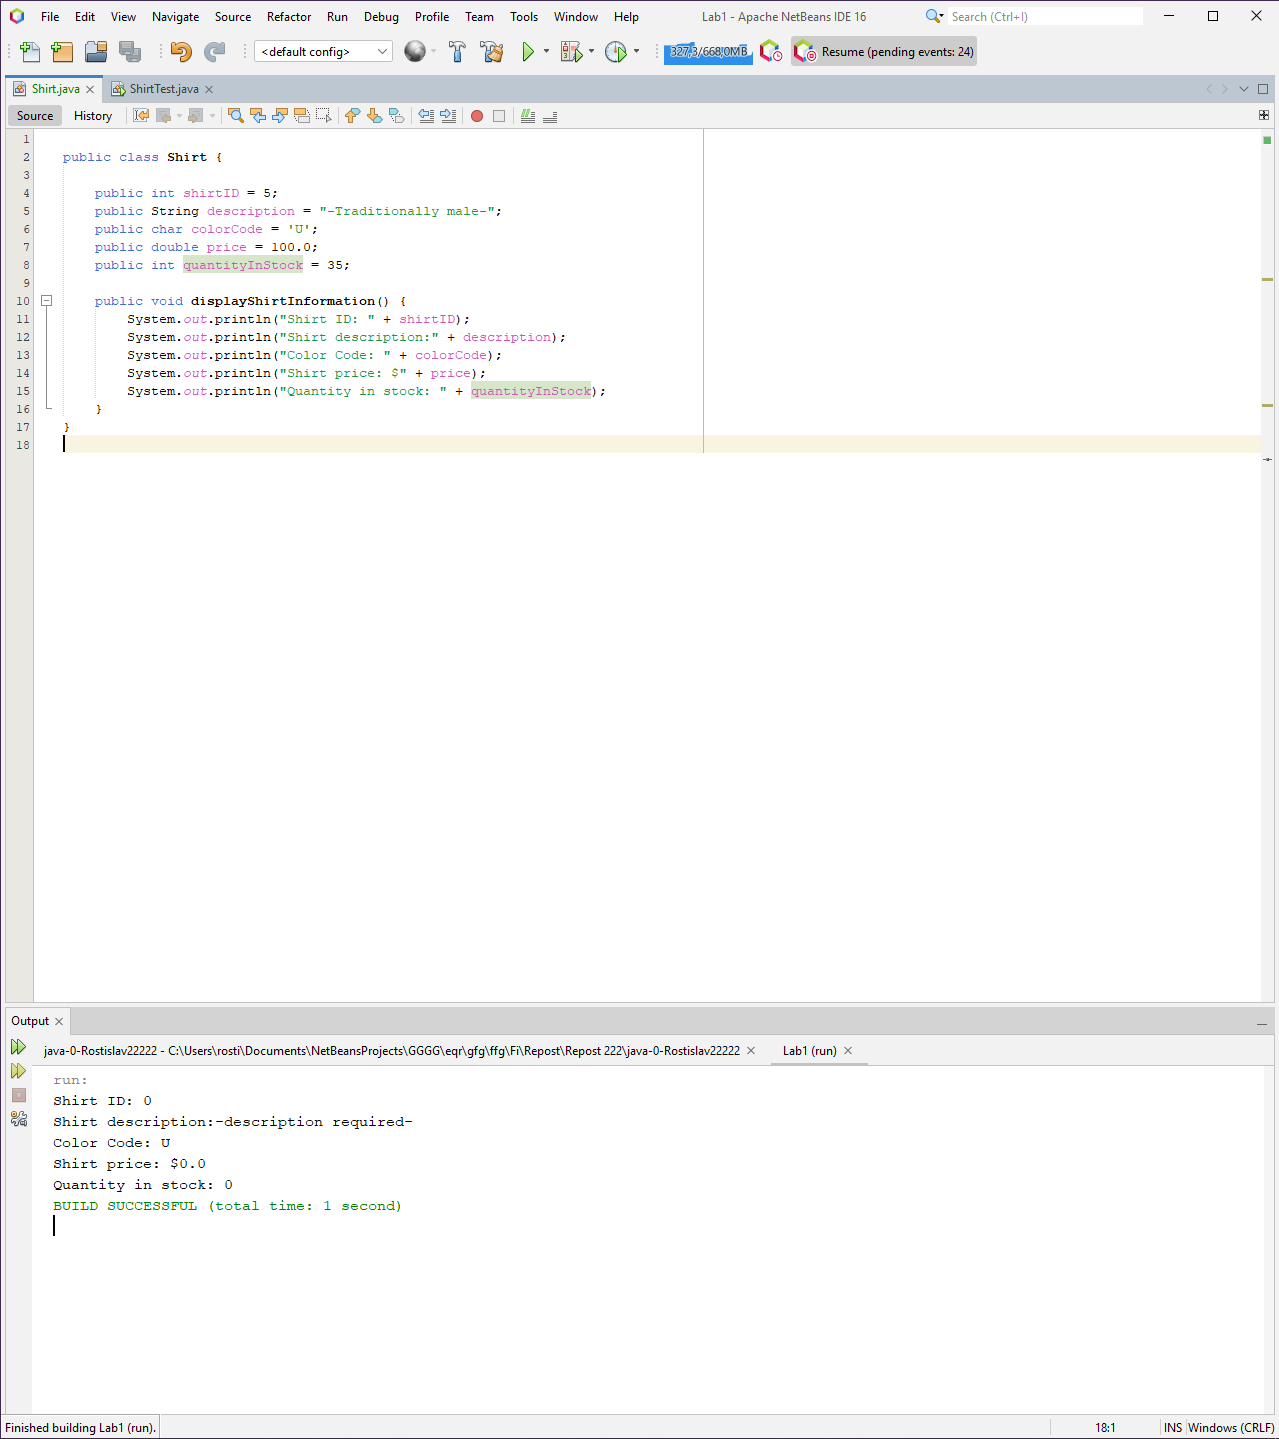 File Edit View Navigate Source Refactor Run Debug Profile Team Tools Window Help Lab1 - Apache NetBeans IDE 16 Search (Ctrl+I)
<default config> 327,3/668,0MB Resume (pending events: 24)
Shirt.java ShirtTest.java
Source History
1
2 public class Shirt {
3
4 public int shirtID = 5;
5 public String description = "-Traditionally male-";
6 public char colorCode = 'U';
7 public double price = 100.0;
8 public int quantityInStock = 35;
9
10 public void displayShirtInformation() {
11 System.out.println("Shirt ID: " + shirtID);
12 System.out.println("Shirt description:" + description);
13 System.out.println("Color Code: " + colorCode);
14 System.out.println("Shirt price: $" + price);
15 System.out.println("Quantity in stock: " + quantityInStock);
16 }
17 }
18
Output
java-0-Rostislav22222 - C:\Users\rosti\Documents\NetBeansProjects\GGGG\eqr\gfg\ffg\Fi\Repost\Repost 222\java-0-Rostislav22222 Lab1 (run)
run:
Shirt ID: 0
Shirt description:-description required-
Color Code: U
Shirt price: $0.0
Quantity in stock: 0
BUILD SUCCESSFUL (total time: 1 second)
Finished building Lab1 (run). 18:1 INS Windows (CRLF)